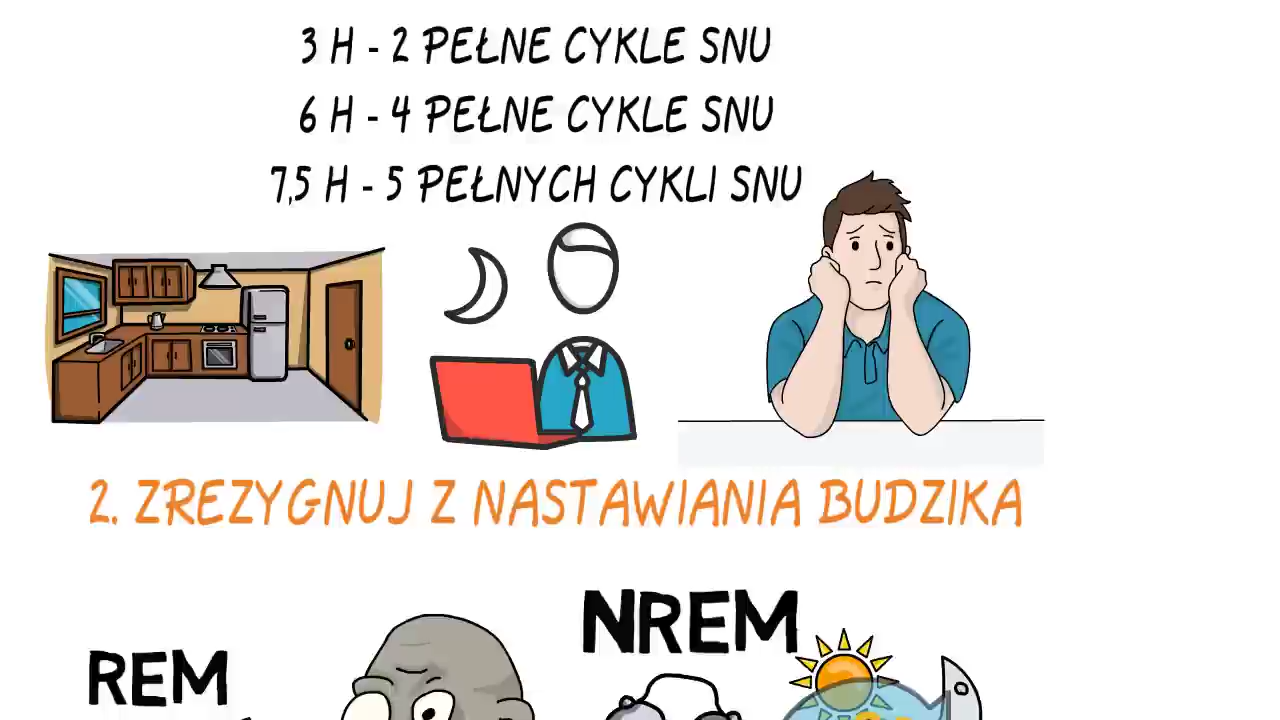 3 H - 2 PEŁNE CYKLE SNU
6 H - 4 PEŁNE CYKLE SNU
7,5 H - 5 PEŁNYCH CYKLI SNU
2. ZREZYGNUJ Z NASTAWIANIA BUDZIKA
NREM
REM